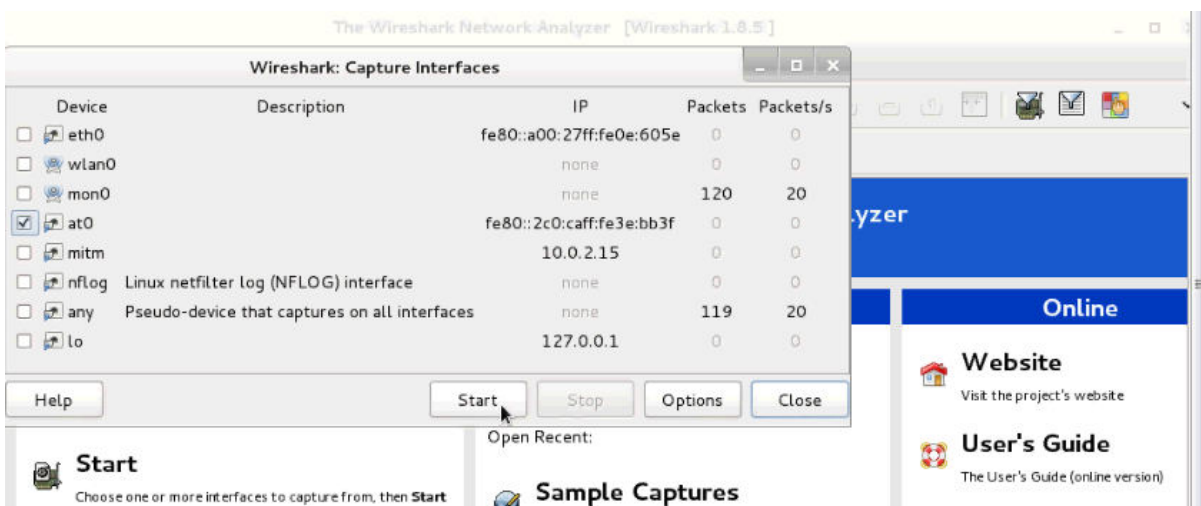 The Wireshark Network Analyzer [Wireshark 1.8.5 ]
Wireshark: Capture Interfaces
Device Description IP Packets Packets/s
eth0 fe80::a00:27ff:fe0e:605e 0 0
wlan0 none 0 0
mon0 none 120 20
at0 fe80::2c0:caff:fe3e:bb3f 0 0
mitm 10.0.2.15 0 0
nflog Linux netfilter log (NFLOG) interface none 0 0
any Pseudo-device that captures on all interfaces none 119 20
lo 127.0.0.1 0 0
Help Start Stop Options Close
yzer
Online
Website
Visit the project's website
User's Guide
The User's Guide (online version)
Open Recent:
Sample Captures
Start
Choose one or more interfaces to capture from, then Start